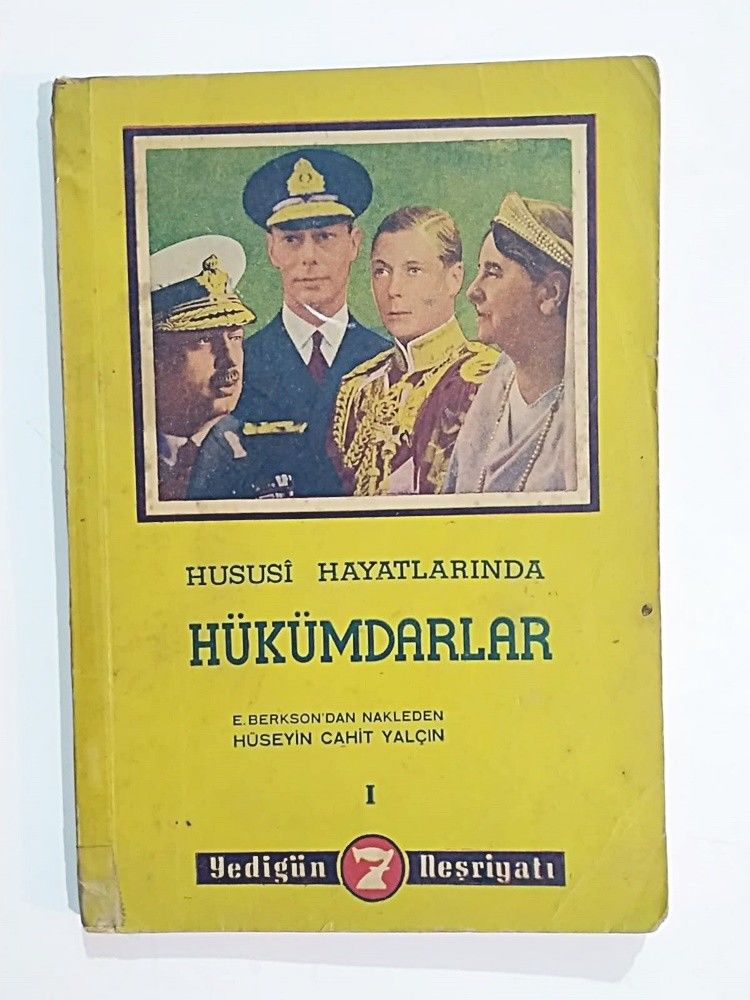 HUSUSÎ HAYATLARINDA
HÜKÜMDARLAR
E. BERKSON'DAN NAKLEDEN
HÜSEYİN CAHİT YALÇIN
I
Yedigün 7 Neşriyatı